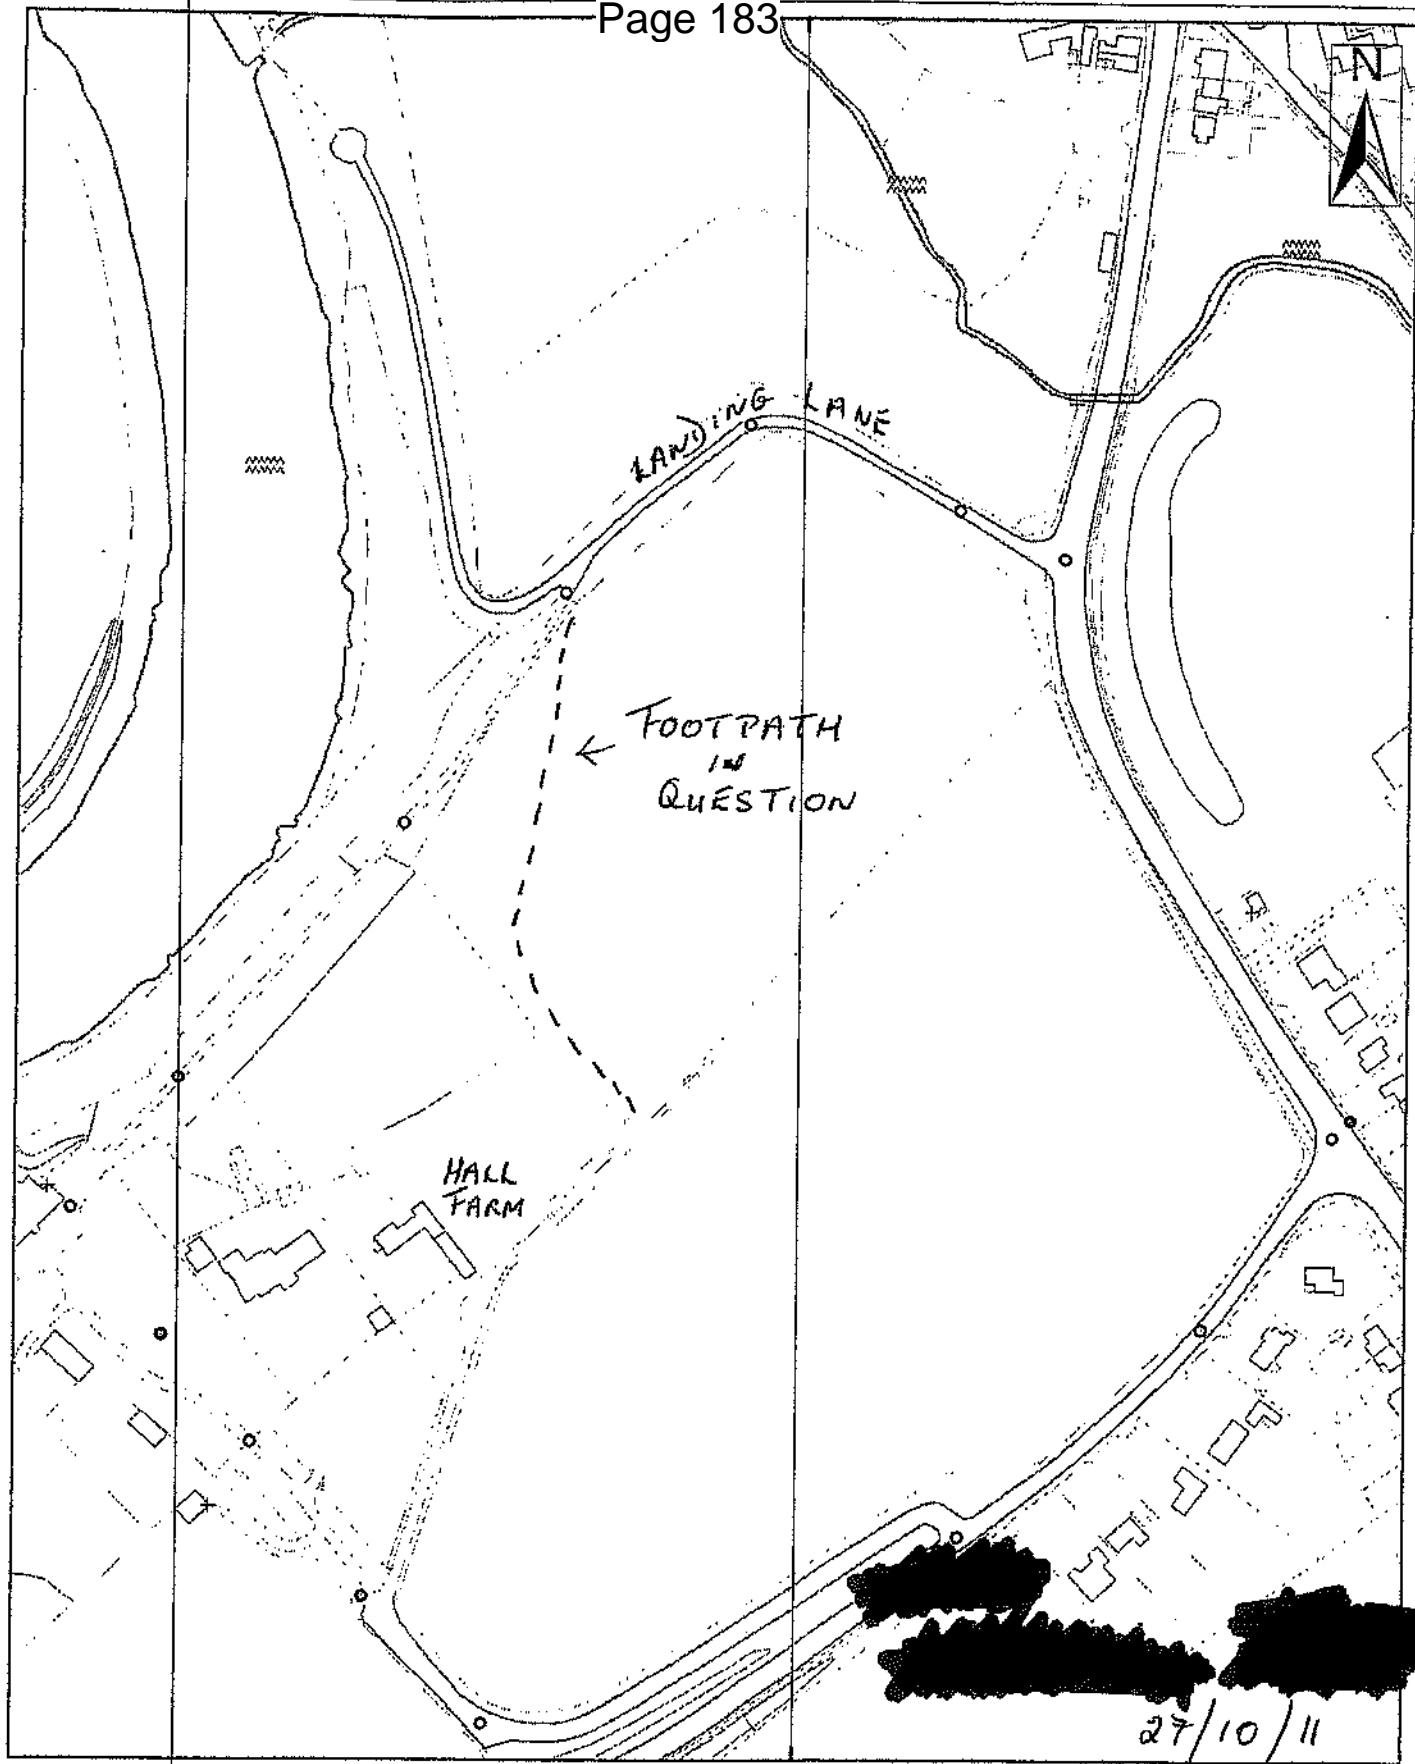 Page 183
N
LANDING LANE
FOOTPATH
IN
QUESTION
HALL
FARM
27/10/11